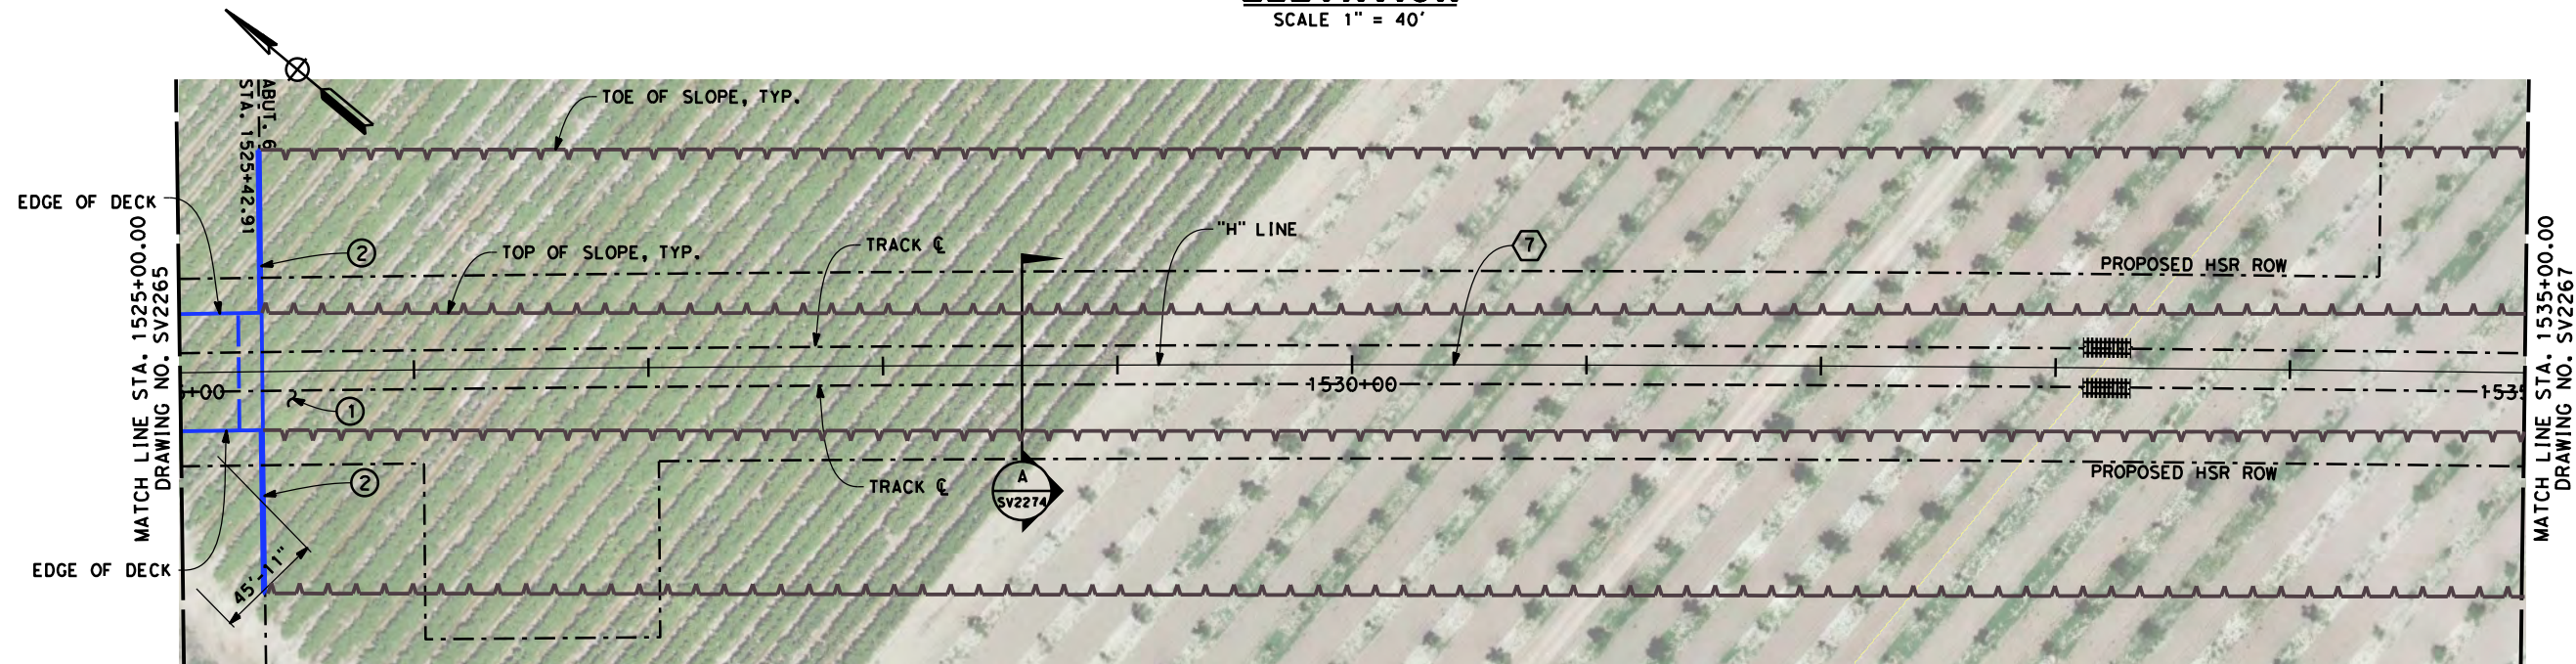 SCALE 1" = 40'
TOE OF SLOPE, TYP.
ABUT. 6
STA. 1525+42.91
EDGE OF DECK
MATCH LINE STA. 1525+00.00
DRAWING NO. SV2265
2
TOP OF SLOPE, TYP.
TRACK ℄
"H" LINE
7
PROPOSED HSR ROW
MATCH LINE STA. 1535+00.00
DRAWING NO. SV2267
+00
1
1530+00
2
TRACK ℄
A
SV2274
PROPOSED HSR ROW
45'-11"
EDGE OF DECK